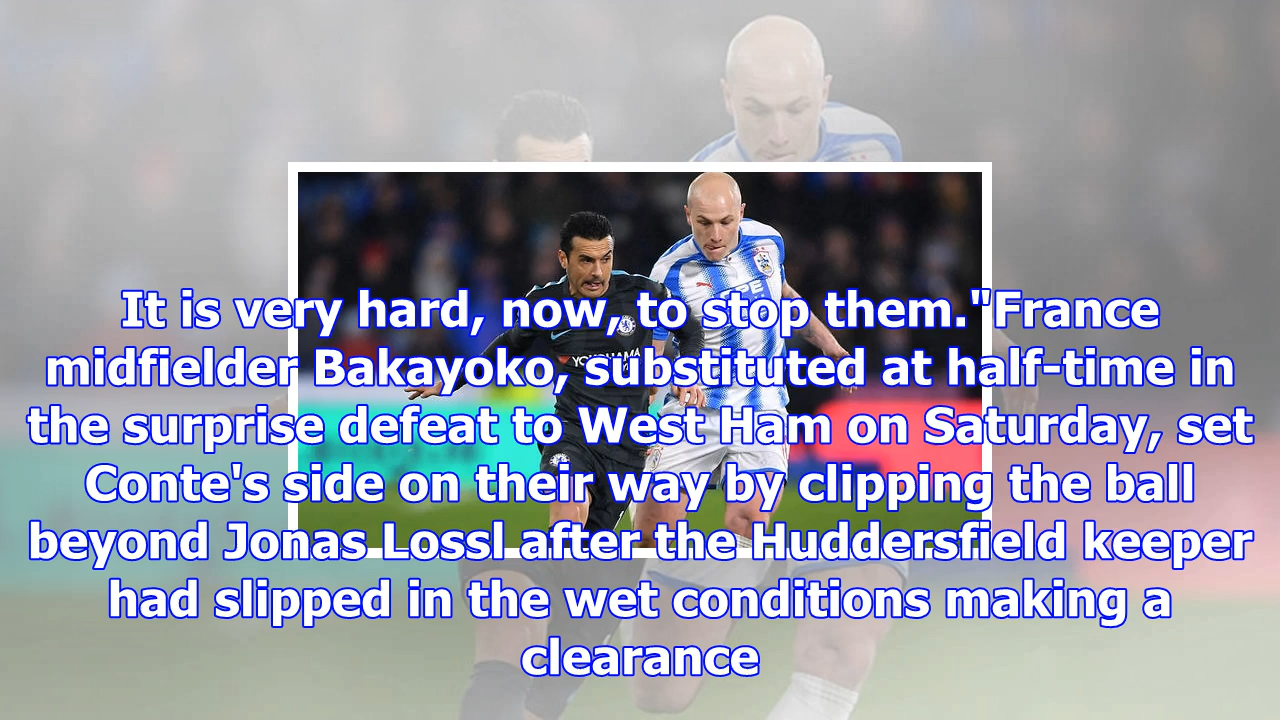 It is very hard, now, to stop them."France
midfielder Bakayoko, substituted at half-time in
the surprise defeat to West Ham on Saturday, set
Conte's side on their way by clipping the ball
beyond Jonas Lossl after the Huddersfield keeper
had slipped in the wet conditions making a
clearance
YOKOHAMA